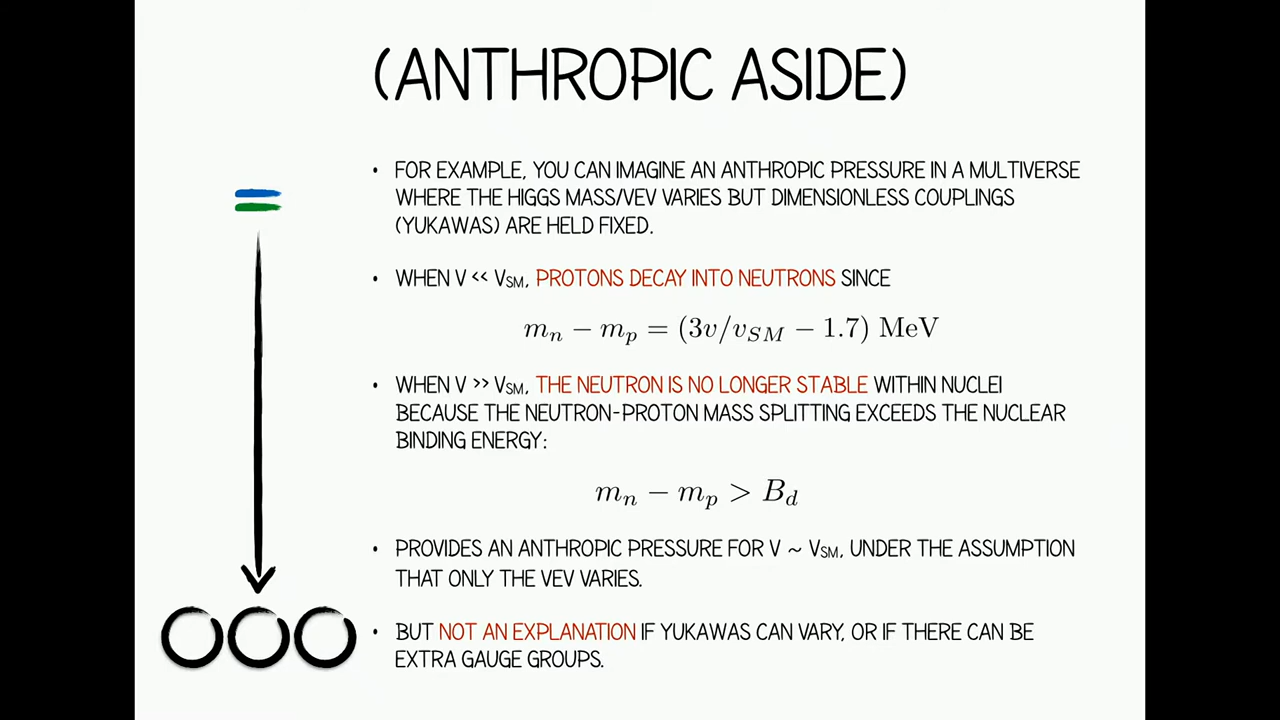 (ANTHROPIC ASIDE)
• FOR EXAMPLE, YOU CAN IMAGINE AN ANTHROPIC PRESSURE IN A MULTIVERSE
WHERE THE HIGGS MASS/VEV VARIES BUT DIMENSIONLESS COUPLINGS
(YUKAWAS) ARE HELD FIXED.
• WHEN V << V_SM, PROTONS DECAY INTO NEUTRONS SINCE
m_n − m_p = (3v/v_SM − 1.7) MeV
• WHEN V >> V_SM, THE NEUTRON IS NO LONGER STABLE WITHIN NUCLEI
BECAUSE THE NEUTRON-PROTON MASS SPLITTING EXCEEDS THE NUCLEAR
BINDING ENERGY:
m_n − m_p > B_d
• PROVIDES AN ANTHROPIC PRESSURE FOR V ~ V_SM, UNDER THE ASSUMPTION
THAT ONLY THE VEV VARIES.
• BUT NOT AN EXPLANATION IF YUKAWAS CAN VARY, OR IF THERE CAN BE
EXTRA GAUGE GROUPS.